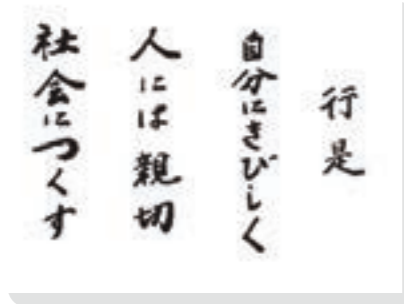 行是
自分にきびしく
人には親切
社会につくす